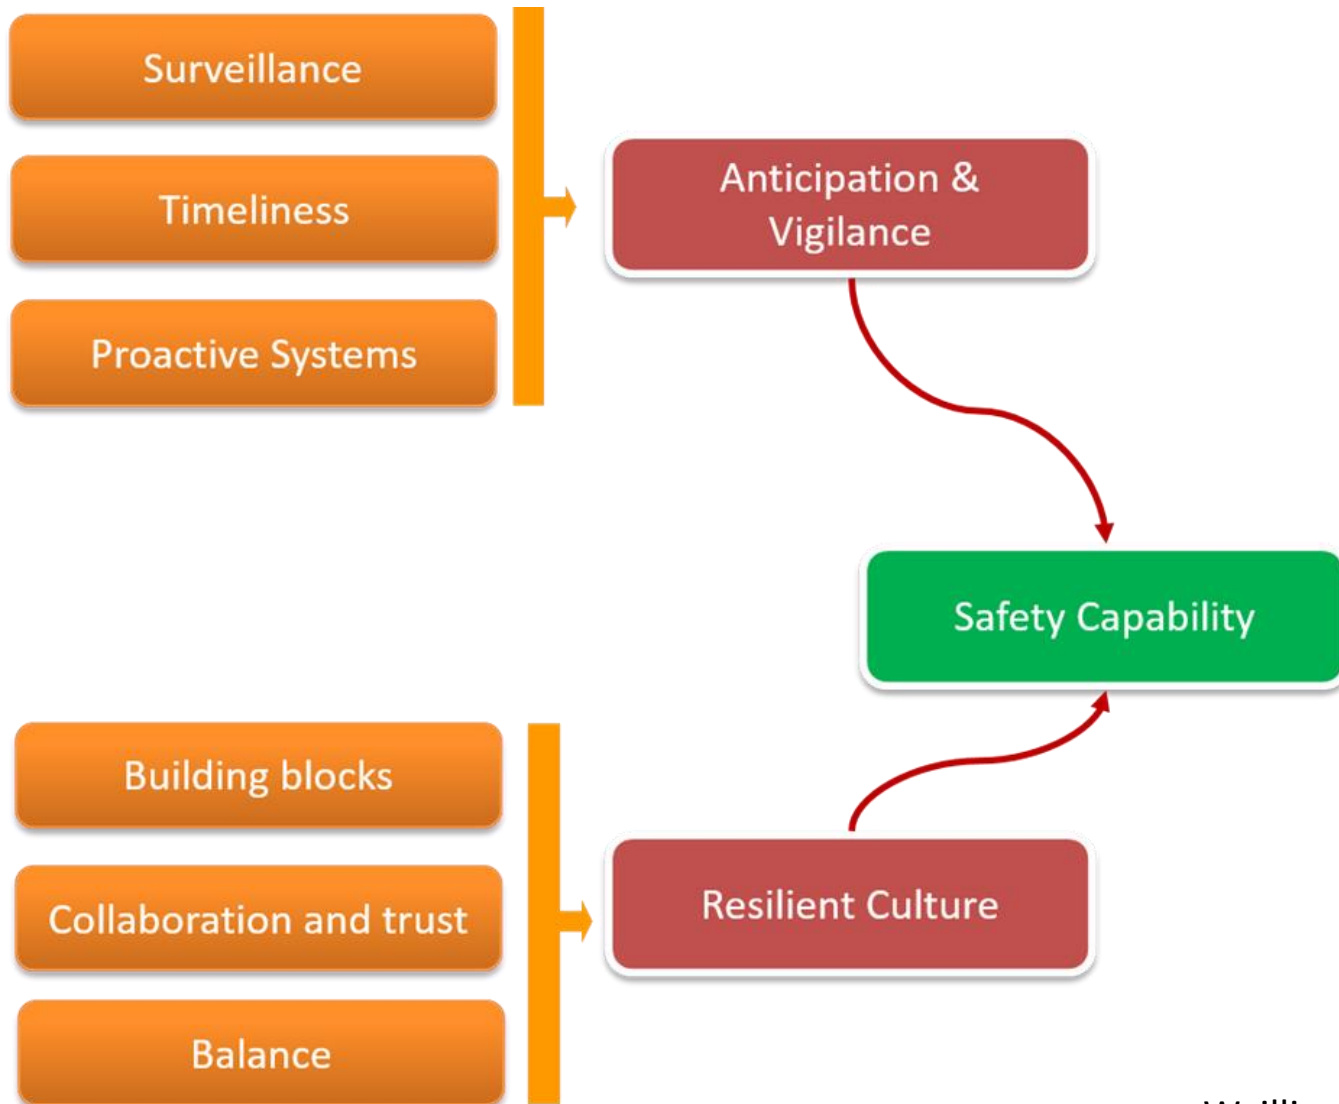 Surveillance
Timeliness
Proactive Systems
Anticipation &
Vigilance
Safety Capability
Building blocks
Collaboration and trust
Balance
Resilient Culture